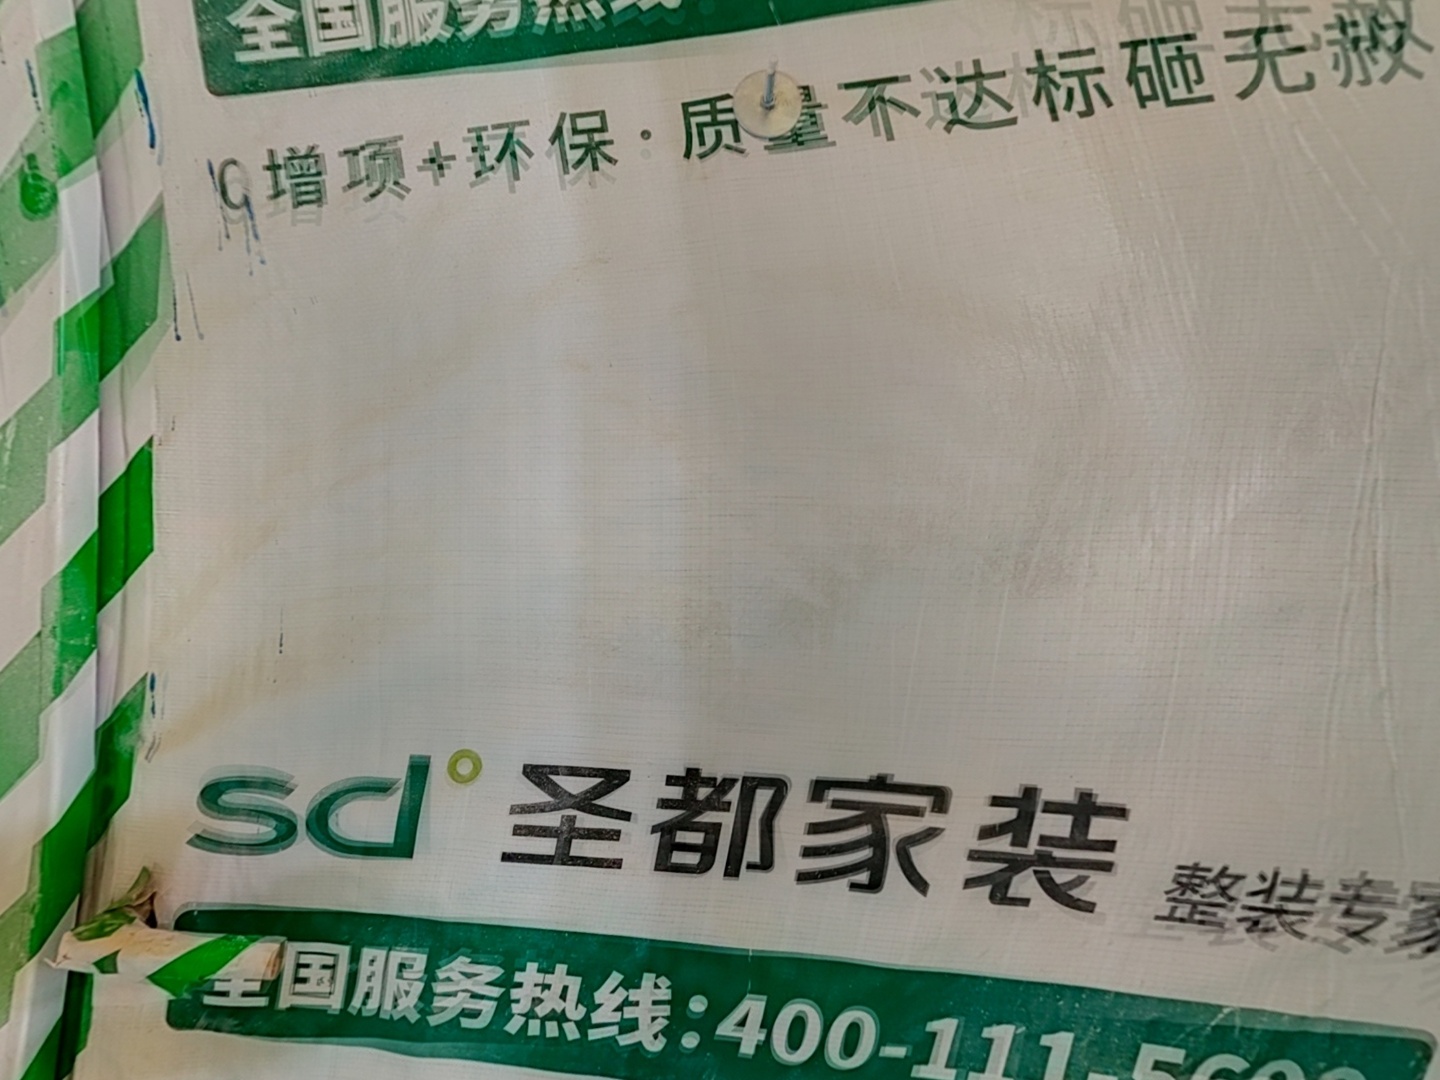 全国服务热线:
0增项+环保·质量不达标砸无赦
sd 圣都家装 整装专家
全国服务热线:400-111-